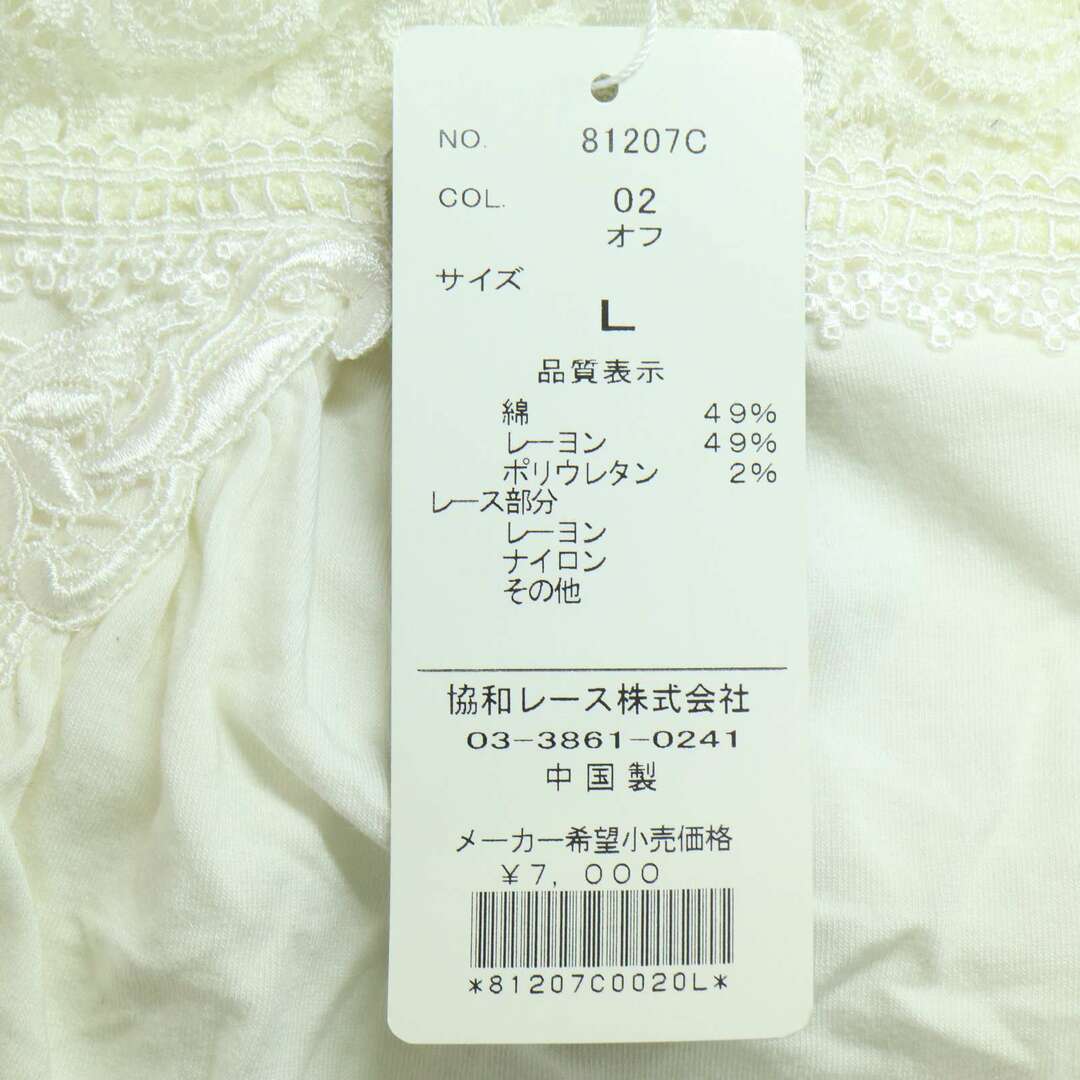 NO. 81207C
COL. 02
オフ
サイズ
L
品質表示
綿 49%
レーヨン 49%
ポリウレタン 2%
レース部分
レーヨン
ナイロン
その他
協和レース株式会社
03-3861-0241
中国製
メーカー希望小売価格
¥7,000
*81207C0020L*